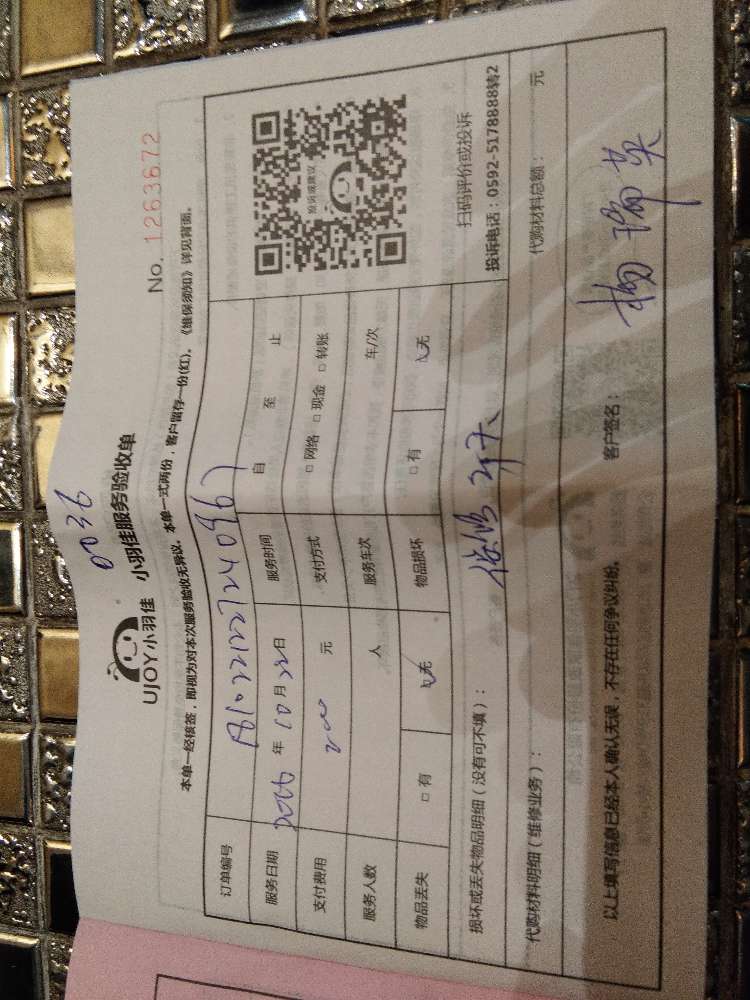 0036
UJOY小羽佳 小羽佳服务验收单
No. 1263672
本单一经核签，即视为对本次服务验收无异议。本单一式两份，客户留存一份(红)。《维保须知》详见背面。
订单编号
服务日期 年 10 月 22 日 服务时间 自 至 止
支付费用 200 元 支付方式 □ 网络 □ 现金 □ 转账
服务人数 人 服务车次 车/次
物品丢失 □ 有 □ 无 物品损坏 □ 有 □ 无
投诉或建议
扫码评价或投诉
投诉电话：0592-5178888转2
损坏或丢失物品明细（没有可不填）：
代购材料明细（维修业务）： 代购材料总额： 元
以上填写信息已经本人确认无误，不存在任何争议纠纷。 客户签名：